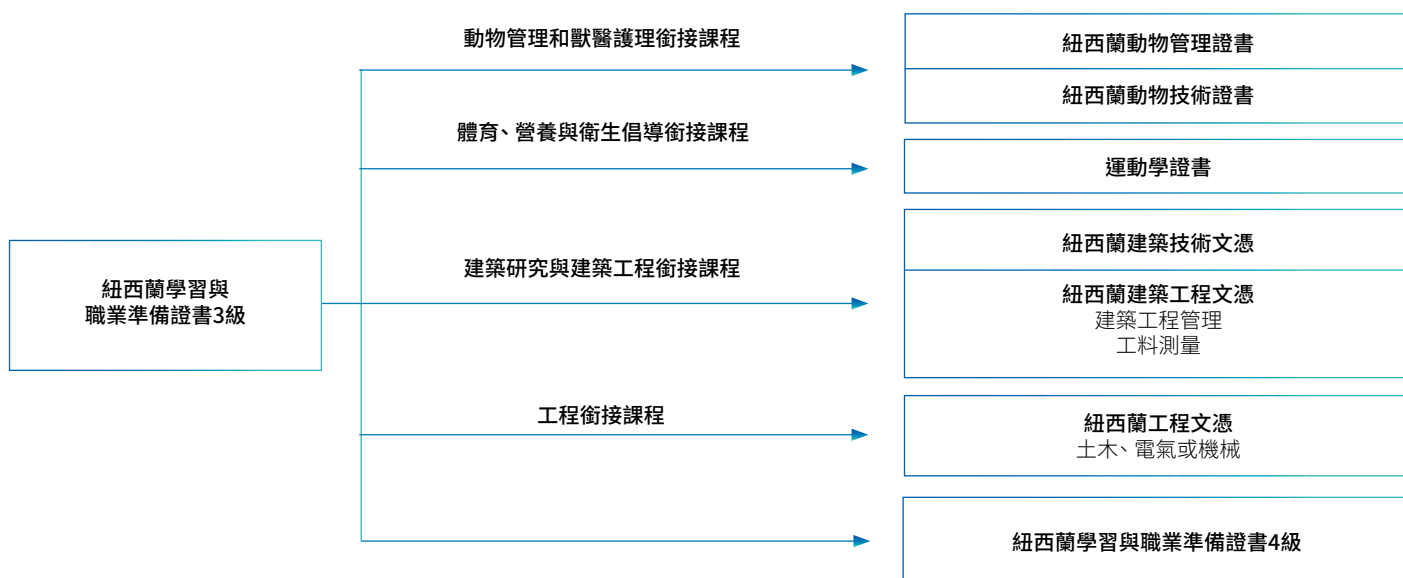 動物管理和獸醫護理銜接課程
紐西蘭動物管理證書
紐西蘭動物技術證書
體育、營養與衛生倡導銜接課程
運動學證書
紐西蘭學習與
職業準備證書3級
建築研究與建築工程銜接課程
紐西蘭建築技術文憑
紐西蘭建築工程文憑
建築工程管理
工料測量
工程銜接課程
紐西蘭工程文憑
土木、電氣或機械
紐西蘭學習與職業準備證書4級